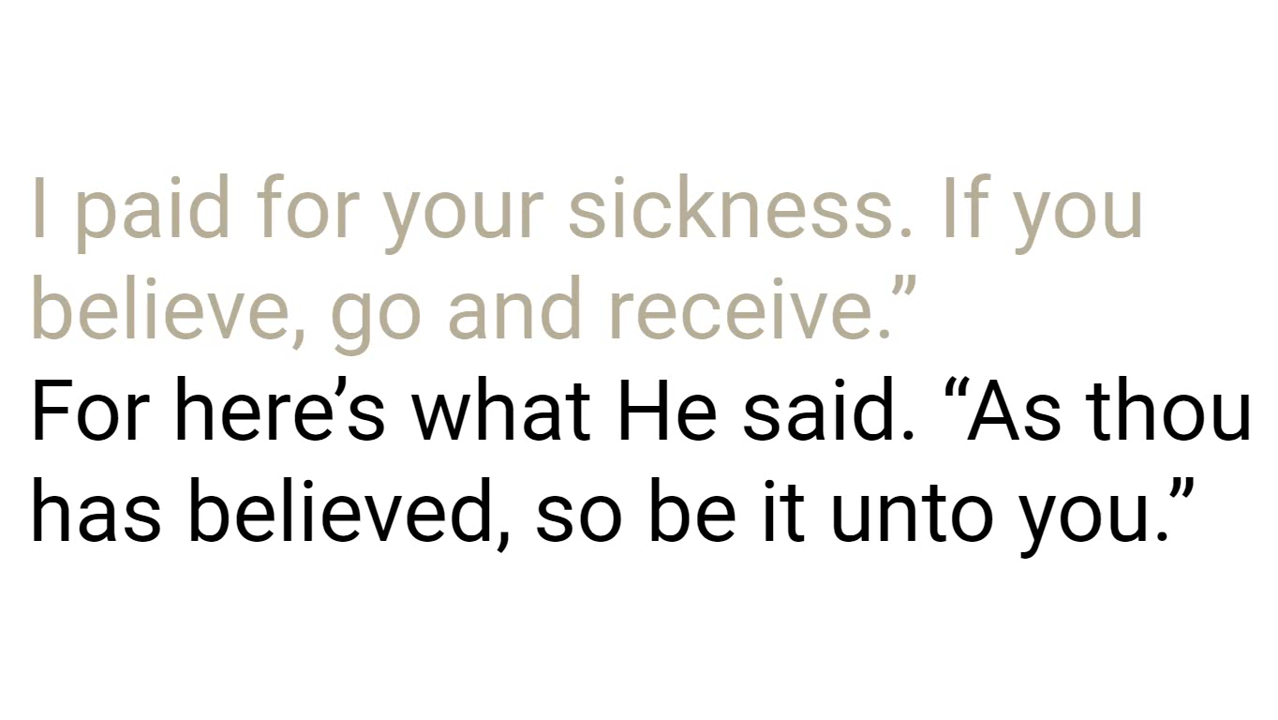 I paid for your sickness. If you
believe, go and receive.”
For here’s what He said. “As thou
has believed, so be it unto you.”